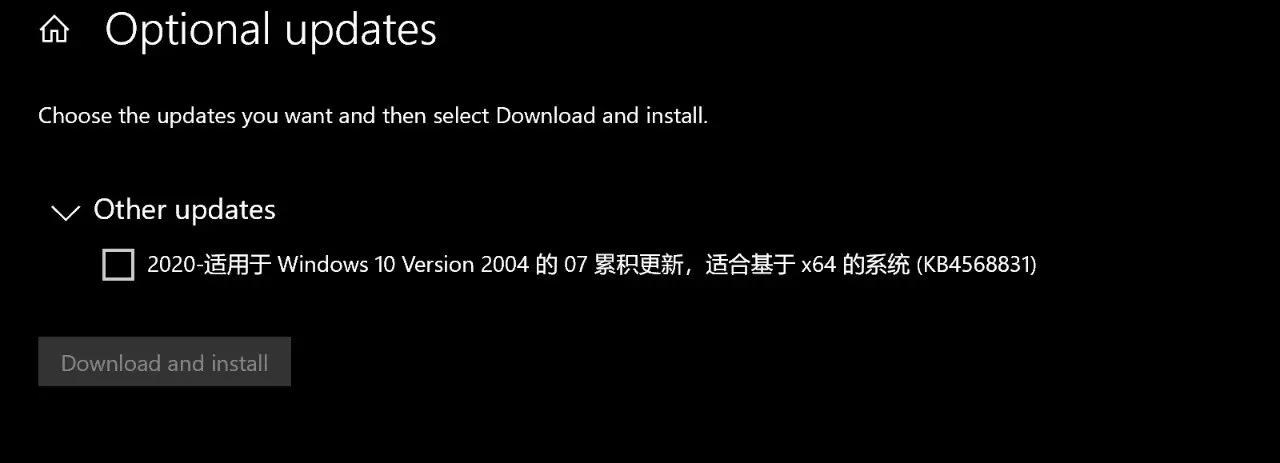 Optional updates
Choose the updates you want and then select Download and install.
Other updates
2020-适用于 Windows 10 Version 2004 的 07 累积更新，适合基于 x64 的系统 (KB4568831)
Download and install